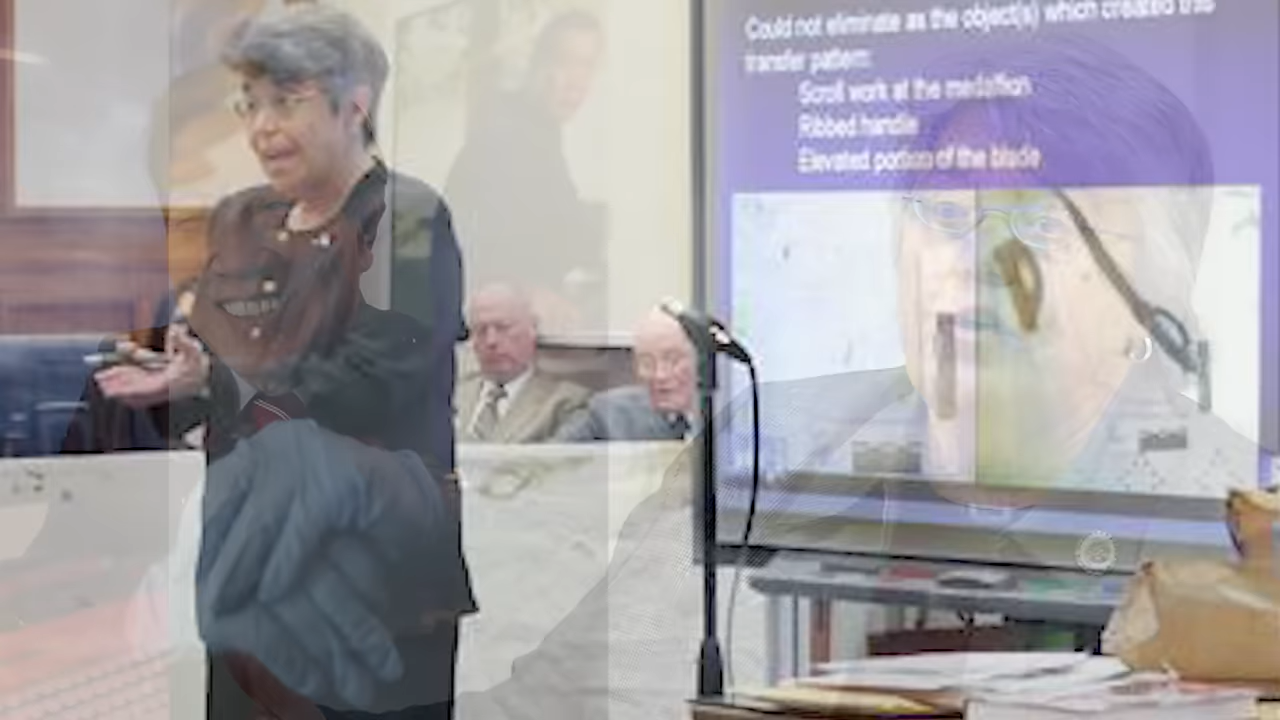 Could not eliminate as the object(s) which created this
transfer pattern:
Scroll work at the medallion
Ribbed handle
Elevated portion of the blade